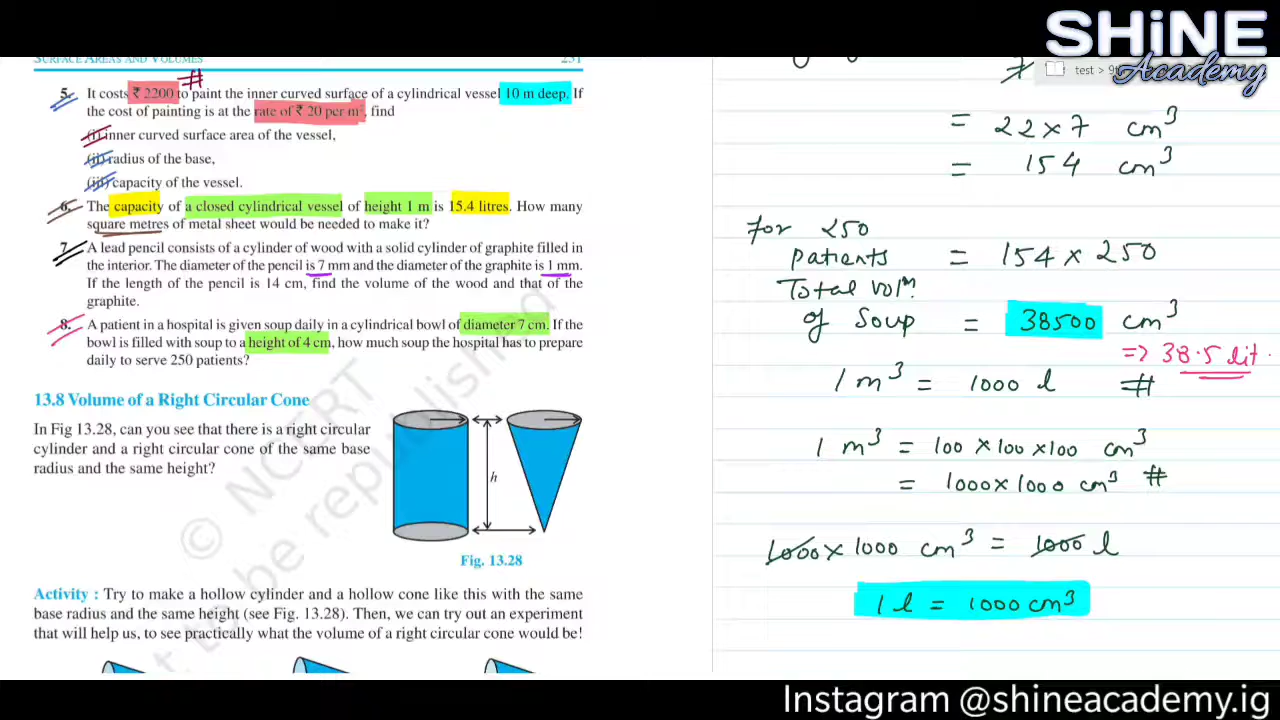 SHiNE
Academy
test > 9t
SURFACE AREAS AND VOLUMES 231
5. It costs ₹ 2200 to paint the inner curved surface of a cylindrical vessel 10 m deep. If
the cost of painting is at the rate of ₹ 20 per m², find
(i) inner curved surface area of the vessel,
(ii) radius of the base,
(iii) capacity of the vessel.
6. The capacity of a closed cylindrical vessel of height 1 m is 15.4 litres. How many
square metres of metal sheet would be needed to make it?
7. A lead pencil consists of a cylinder of wood with a solid cylinder of graphite filled in
the interior. The diameter of the pencil is 7 mm and the diameter of the graphite is 1 mm.
If the length of the pencil is 14 cm, find the volume of the wood and that of the
graphite.
8. A patient in a hospital is given soup daily in a cylindrical bowl of diameter 7 cm. If the
bowl is filled with soup to a height of 4 cm, how much soup the hospital has to prepare
daily to serve 250 patients?
13.8 Volume of a Right Circular Cone
In Fig 13.28, can you see that there is a right circular
cylinder and a right circular cone of the same base
radius and the same height?
h
Fig. 13.28
Activity : Try to make a hollow cylinder and a hollow cone like this with the same
base radius and the same height (see Fig. 13.28). Then, we can try out an experiment
that will help us, to see practically what the volume of a right circular cone would be!
© NCERT
not to be republished
= 22 × 7 cm³
= 154 cm³
for 250
patients = 154 × 250
Total volᵐ.
of Soup = 38500 cm³
=> 38.5 lit.
1 m³ = 1000 l #
1 m³ = 100 × 100 × 100 cm³
= 1000 × 1000 cm³ #
1000 × 1000 cm³ = 1000 l
1 l = 1000 cm³
Instagram @shineacademy.ig